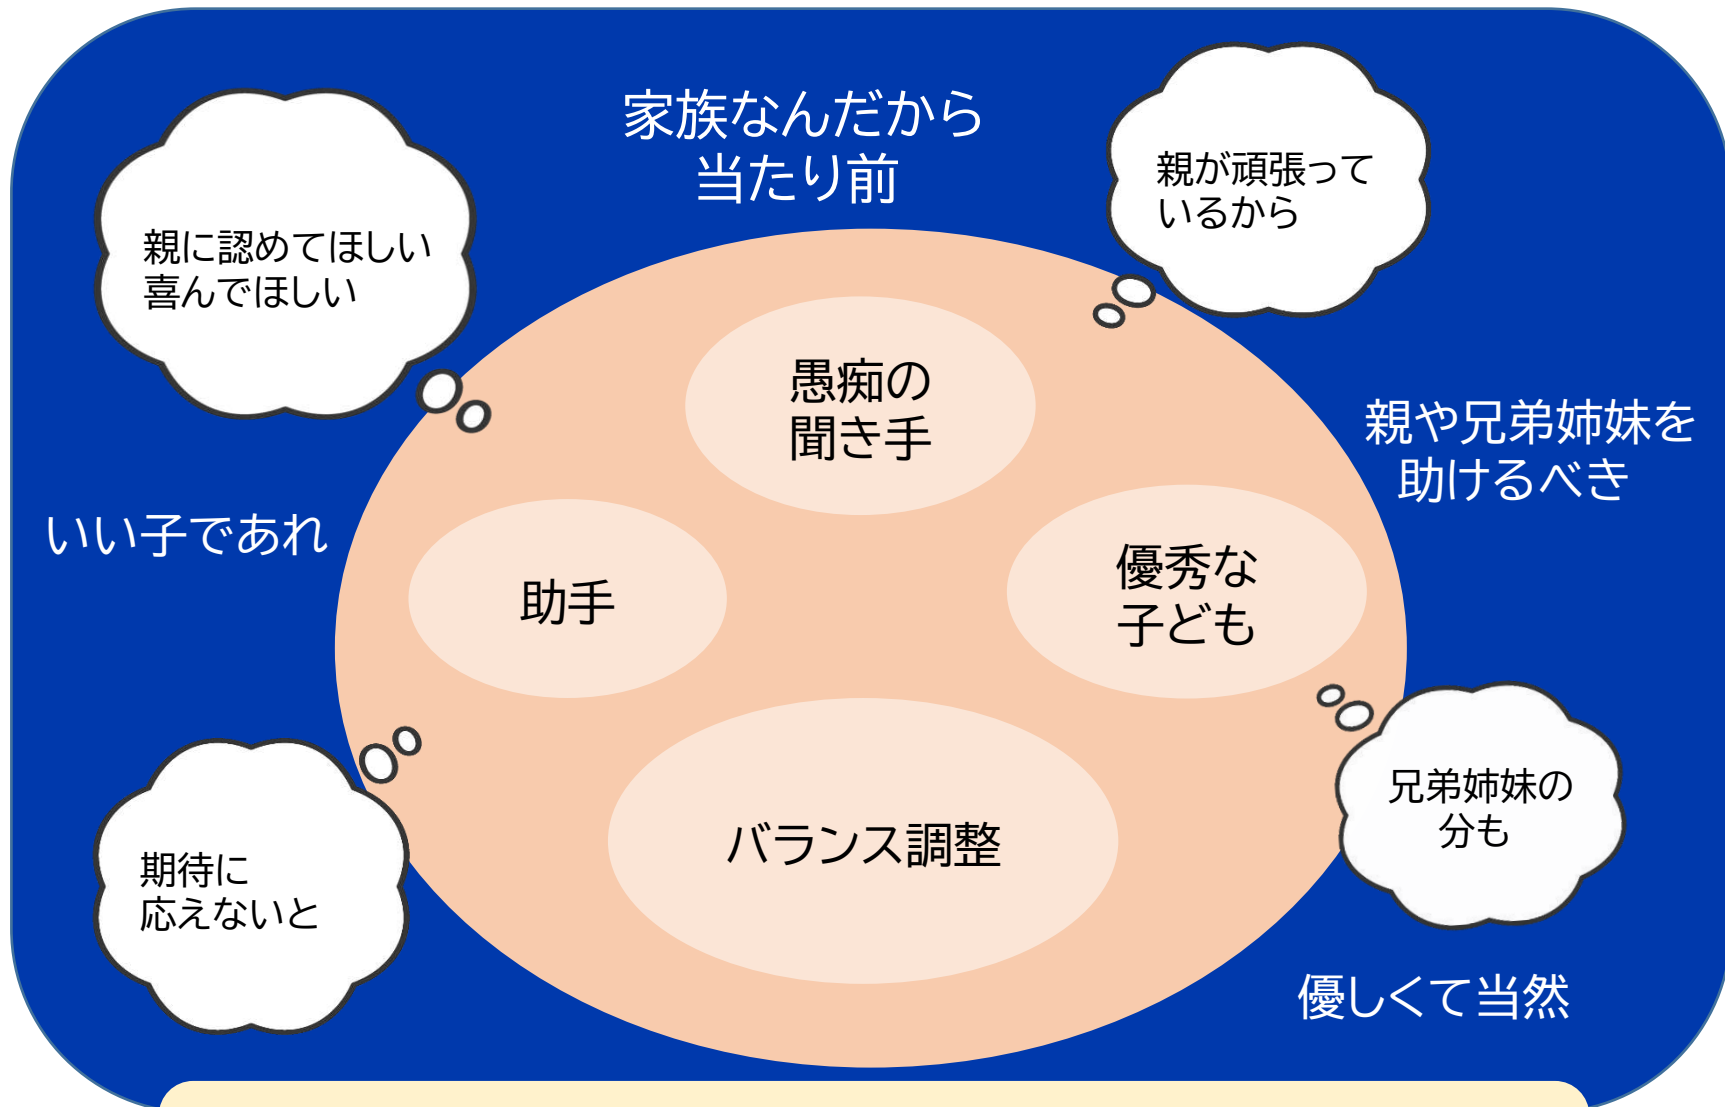 家族なんだから
当たり前
親が頑張って
いるから
親に認めてほしい
喜んでほしい
愚痴の
聞き手
親や兄弟姉妹を
助けるべき
いい子であれ
助手
優秀な
子ども
バランス調整
兄弟姉妹の
分も
期待に
応えないと
優しくて当然